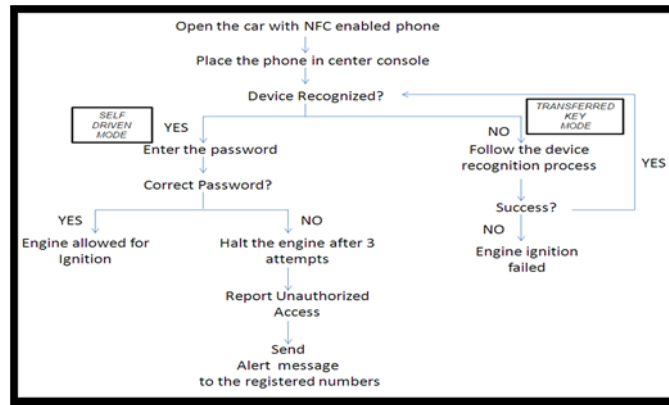 Open the car with NFC enabled phone
Place the phone in center console
Device Recognized?
SELF
DRIVEN
MODE
YES
TRANSFERRED
KEY
MODE
NO
Enter the password
Follow the device
recognition process
YES
Correct Password?
Success?
YES
NO
NO
Engine allowed for
Ignition
Halt the engine after 3
attempts
Engine ignition
failed
Report Unauthorized
Access
Send
Alert message
to the registered numbers